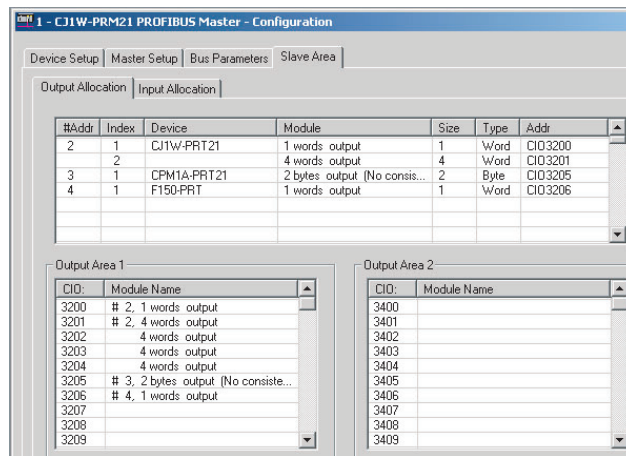 1 - CJ1W-PRM21 PROFIBUS Master - Configuration
Device Setup Master Setup Bus Parameters Slave Area
Output Allocation Input Allocation
#Addr Index Device Module Size Type Addr
2 1 CJ1W-PRT21 1 words output 1 Word CIO3200
2 4 words output 4 Word CIO3201
3 1 CPM1A-PRT21 2 bytes output (No consis... 2 Byte CIO3205
4 1 F150-PRT 1 words output 1 Word CIO3206
Output Area 1
CIO: Module Name
3200 # 2, 1 words output
3201 # 2, 4 words output
3202 4 words output
3203 4 words output
3204 4 words output
3205 # 3, 2 bytes output (No consiste...
3206 # 4, 1 words output
3207
3208
3209
Output Area 2
CIO: Module Name
3400
3401
3402
3403
3404
3405
3406
3407
3408
3409